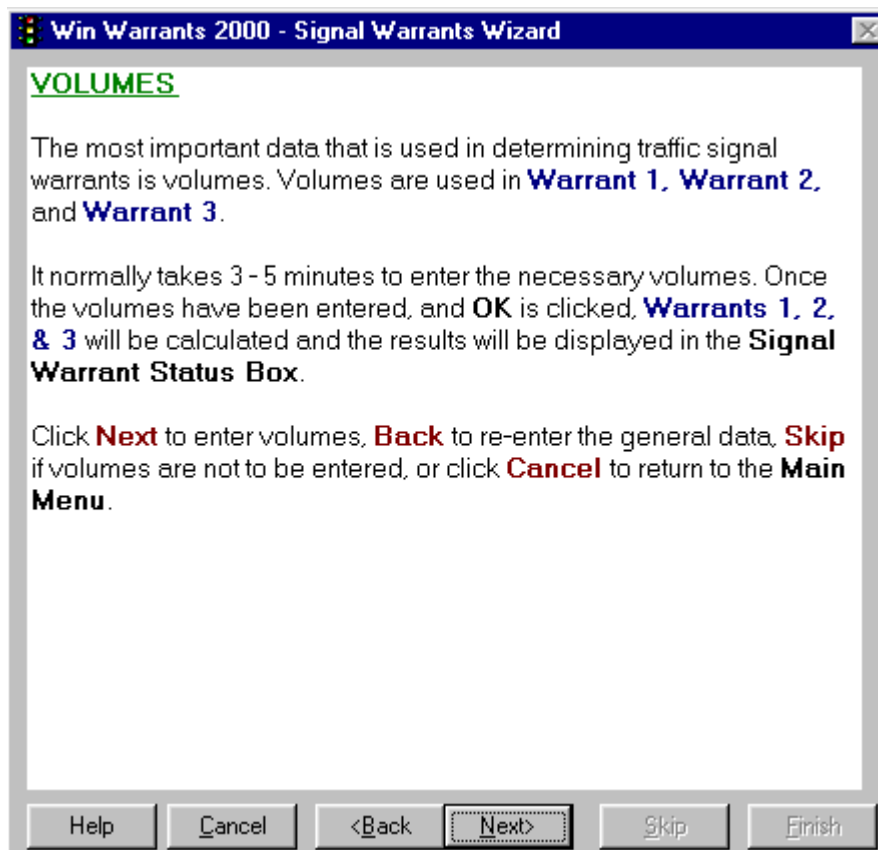 Win Warrants 2000 - Signal Warrants Wizard
VOLUMES
The most important data that is used in determining traffic signal
warrants is volumes. Volumes are used in Warrant 1, Warrant 2,
and Warrant 3.
It normally takes 3 - 5 minutes to enter the necessary volumes. Once
the volumes have been entered, and OK is clicked, Warrants 1, 2,
& 3 will be calculated and the results will be displayed in the Signal
Warrant Status Box.
Click Next to enter volumes, Back to re-enter the general data, Skip
if volumes are not to be entered, or click Cancel to return to the Main
Menu.
Help Cancel <Back Next> Skip Finish